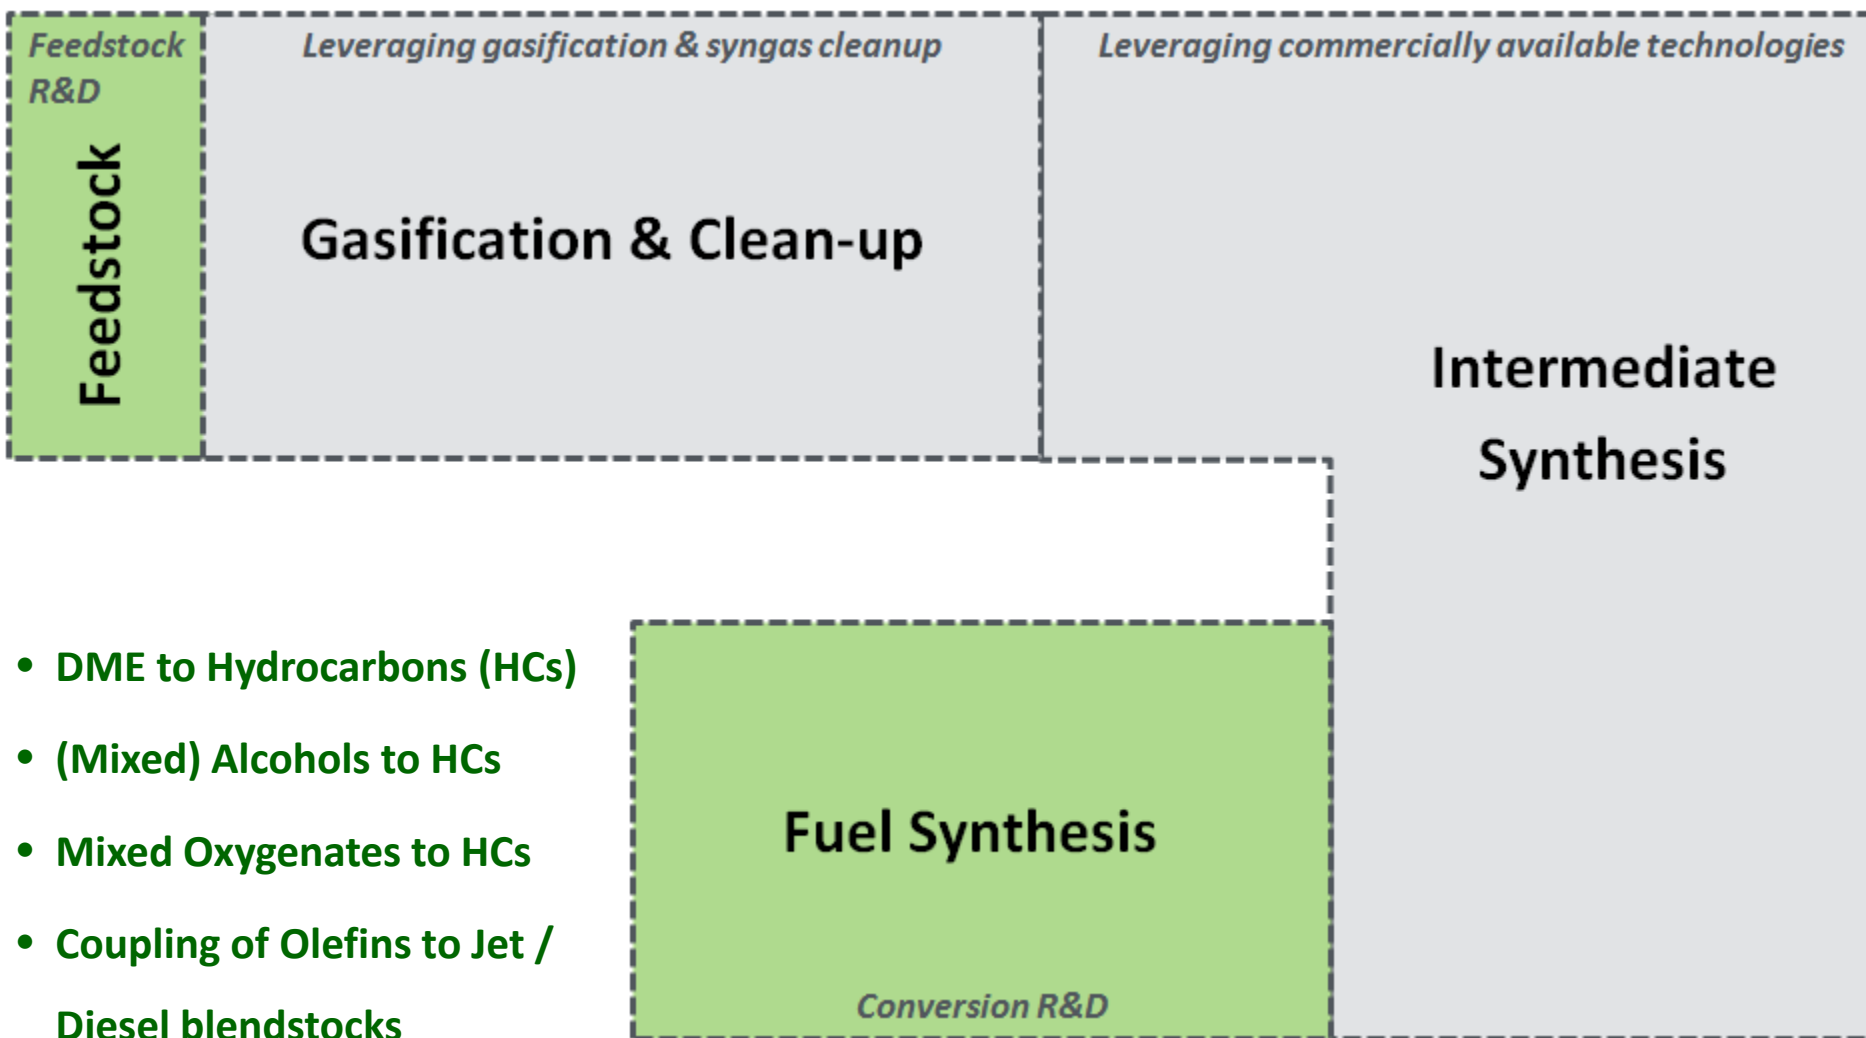 Feedstock
R&D
Feedstock
Leveraging gasification & syngas cleanup
Gasification & Clean-up
Leveraging commercially available technologies
Intermediate
Synthesis
• DME to Hydrocarbons (HCs)
• (Mixed) Alcohols to HCs
• Mixed Oxygenates to HCs
• Coupling of Olefins to Jet /
Diesel blendstocks
Fuel Synthesis
Conversion R&D